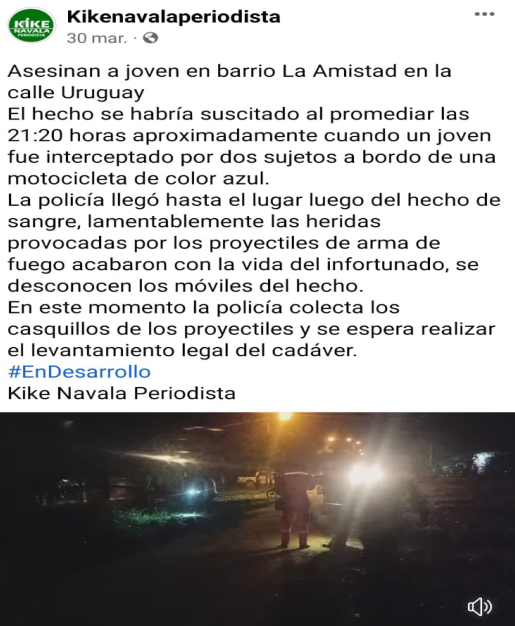 KIKE
NAVALA
PERIODISTA
Kikenavalaperiodista
30 mar. ·
Asesinan a joven en barrio La Amistad en la
calle Uruguay
El hecho se habría suscitado al promediar las
21:20 horas aproximadamente cuando un joven
fue interceptado por dos sujetos a bordo de una
motocicleta de color azul.
La policía llegó hasta el lugar luego del hecho de
sangre, lamentablemente las heridas
provocadas por los proyectiles de arma de
fuego acabaron con la vida del infortunado, se
desconocen los móviles del hecho.
En este momento la policía colecta los
casquillos de los proyectiles y se espera realizar
el levantamiento legal del cadáver.
#EnDesarrollo
Kike Navala Periodista